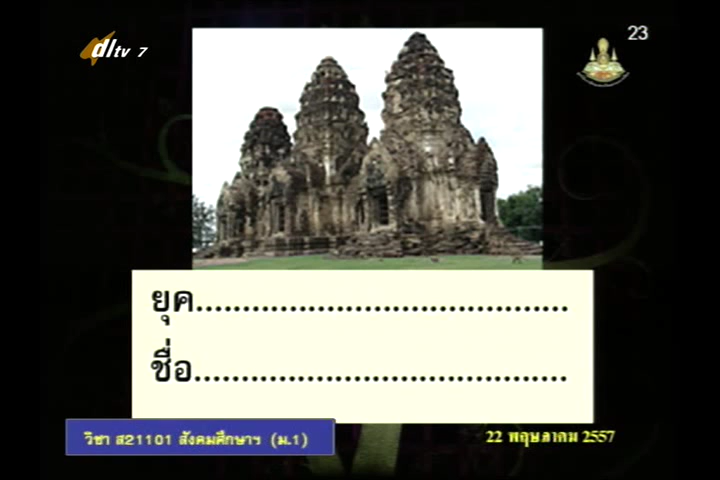 dltv 7
23
ยุค........................................
ชื่อ........................................
วิชา ส21101 สังคมศึกษาฯ (ม.1)
22 พฤษภาคม 2557